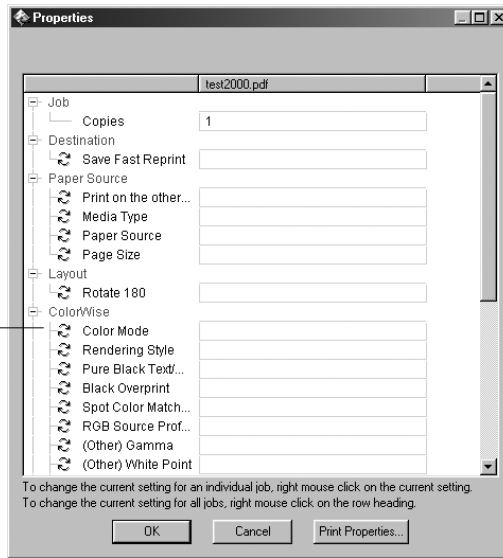 Properties
test2000.pdf
Job
Copies 1
Destination
Save Fast Reprint
Paper Source
Print on the other...
Media Type
Paper Source
Page Size
Layout
Rotate 180
ColorWise
Color Mode
Rendering Style
Pure Black Text/...
Black Overprint
Spot Color Match...
RGB Source Prof...
(Other) Gamma
(Other) White Point
To change the current setting for an individual job, right mouse click on the current setting.
To change the current setting for all jobs, right mouse click on the row heading.
OK Cancel Print Properties...